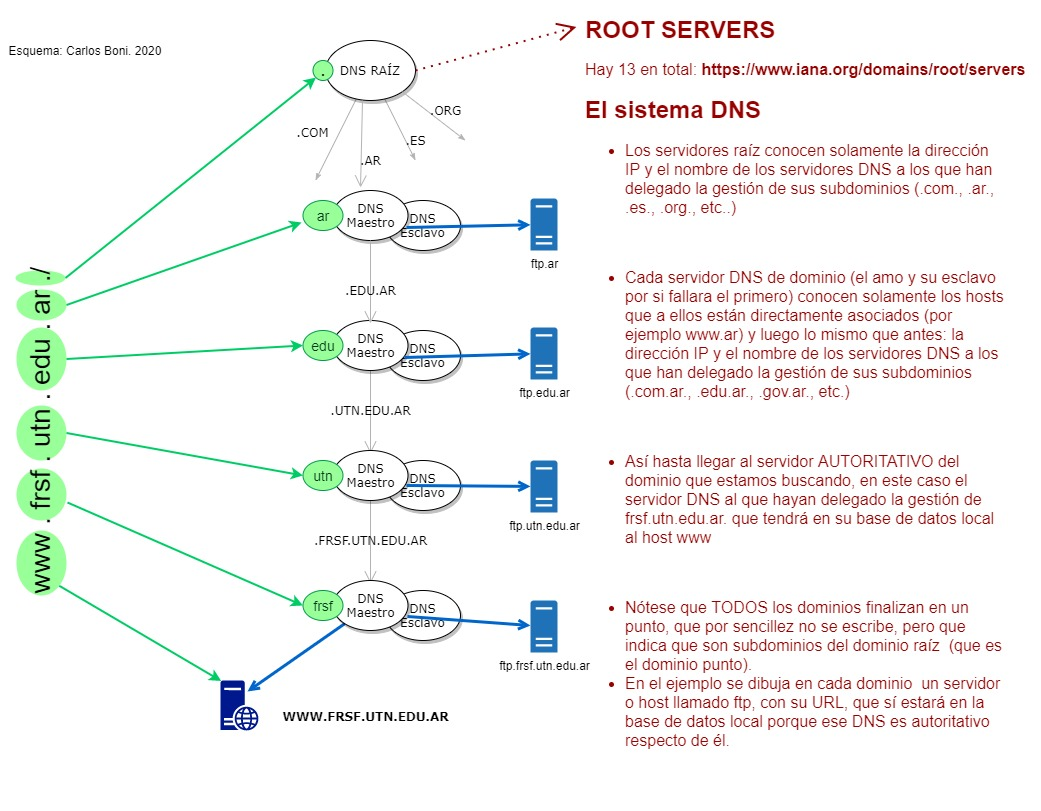 Esquema: Carlos Boni. 2020
ROOT SERVERS
Hay 13 en total: https://www.iana.org/domains/root/servers
El sistema DNS
. DNS RAÍZ
.COM
.AR
.ES
.ORG
ar
DNS
Maestro
DNS
Esclavo
ftp.ar
.EDU.AR
edu
DNS
Maestro
DNS
Esclavo
ftp.edu.ar
.UTN.EDU.AR
utn
DNS
Maestro
DNS
Esclavo
ftp.utn.edu.ar
.FRSF.UTN.EDU.AR
frsf
DNS
Maestro
DNS
Esclavo
ftp.frsf.utn.edu.ar
WWW.FRSF.UTN.EDU.AR
www . frsf . utn . edu . ar ./
• Los servidores raíz conocen solamente la dirección
IP y el nombre de los servidores DNS a los que han
delegado la gestión de sus subdominios (.com., .ar.,
.es., .org., etc..)
• Cada servidor DNS de dominio (el amo y su esclavo
por si fallara el primero) conocen solamente los hosts
que a ellos están directamente asociados (por
ejemplo www.ar) y luego lo mismo que antes: la
dirección IP y el nombre de los servidores DNS a los
que han delegado la gestión de sus subdominios
(.com.ar., .edu.ar., .gov.ar., etc.)
• Así hasta llegar al servidor AUTORITATIVO del
dominio que estamos buscando, en este caso el
servidor DNS al que hayan delegado la gestión de
frsf.utn.edu.ar. que tendrá en su base de datos local
al host www
• Nótese que TODOS los dominios finalizan en un
punto, que por sencillez no se escribe, pero que
indica que son subdominios del dominio raíz (que es
el dominio punto).
• En el ejemplo se dibuja en cada dominio un servidor
o host llamado ftp, con su URL, que sí estará en la
base de datos local porque ese DNS es autoritativo
respecto de él.